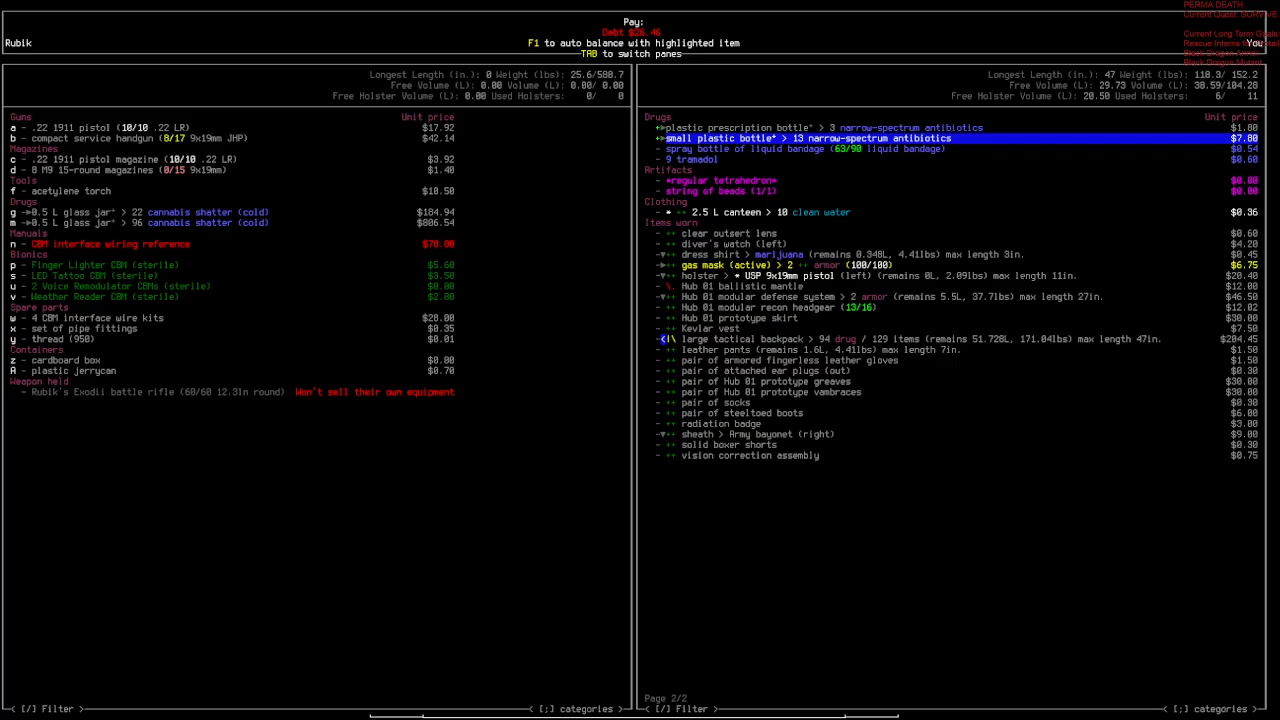 PERMA DEATH
Current Quest: SURVIVE
Pay:
Debt $26.46
Current Long Term Goals
Rubik
F1 to auto balance with highlighted item
You
Rescue Interns
TAB to switch panes
Longest Length (in.): 0 Weight (lbs): 25.6/588.7
Free Volume (L): 0.00 Volume (L): 0.00/ 0.00
Free Holster Volume (L): 0.00 Used Holsters: 0/ 0
Guns Unit price
a - .22 1911 pistol (10/10 .22 LR) $17.92
b - compact service handgun (8/17 9x19mm JHP) $42.14
Magazines
c - .22 1911 pistol magazine (10/10 .22 LR) $3.92
d - 8 M9 15-round magazines (0/15 9x19mm) $1.40
Tools
f - acetylene torch $10.50
Drugs
g ->0.5 L glass jar⁺ > 22 cannabis shatter (cold) $184.94
m ->0.5 L glass jar⁺ > 96 cannabis shatter (cold) $806.54
Manuals
n - CBM interface wiring reference $70.00
Bionics
p - Finger Lighter CBM (sterile) $5.60
s - LED Tattoo CBM (sterile) $3.50
u - 2 Voice Remodulator CBMs (sterile) $0.00
v - Weather Reader CBM (sterile) $2.80
Spare parts
w - 4 CBM interface wire kits $28.00
x - set of pipe fittings $0.35
y - thread (950) $0.01
Containers
z - cardboard box $0.00
A - plastic jerrycan $0.70
Weapon held
- Rubik's Exodii battle rifle (60/60 12.3ln round) Won't sell their own equipment
< [/] Filter > < [;] categories >
Longest Length (in.): 47 Weight (lbs): 110.3/ 152.2
Free Volume (L): 29.73 Volume (L): 38.59/104.28
Free Holster Volume (L): 20.50 Used Holsters: 6/ 11
Drugs Unit price
+▶plastic prescription bottle⁺ > 3 narrow-spectrum antibiotics $1.80
+▶small plastic bottle⁺ > 13 narrow-spectrum antibiotics $7.80
- spray bottle of liquid bandage (63/90 liquid bandage) $0.54
- 9 tramadol $0.60
Artifacts
- *regular tetrahedron* $0.00
- string of beads (1/1) $0.00
Clothing
- * ++ 2.5 L canteen > 10 clean water $0.36
Items worn
- ++ clear outsert lens $0.60
- ++ diver's watch (left) $4.20
-▼++ dress shirt > marijuana (remains 0.348L, 4.41lbs) max length 3in. $0.45
-▶++ gas mask (active) > 2 ++ armor (100/100) $6.75
-▼++ holster > * USP 9x19mm pistol (left) (remains 0L, 2.09lbs) max length 11in. $20.40
- \. Hub 01 ballistic mantle $12.00
-▼++ Hub 01 modular defense system > 2 armor (remains 5.5L, 37.7lbs) max length 27in. $46.50
- ++ Hub 01 modular recon headgear (13/16) $12.02
- ++ Hub 01 prototype skirt $30.00
- ++ Kevlar vest $7.50
-<|\ large tactical backpack > 94 drug / 129 items (remains 51.728L, 171.04lbs) max length 47in. $204.45
- ++ leather pants (remains 1.6L, 4.41lbs) max length 7in. $1.50
- ++ pair of armored fingerless leather gloves $1.50
- ++ pair of attached ear plugs (out) $0.30
- ++ pair of Hub 01 prototype greaves $30.00
- ++ pair of Hub 01 prototype vambraces $30.00
- ++ pair of socks $0.30
- ++ pair of steeltoed boots $6.00
- ++ radiation badge $3.00
-▼++ sheath > Army bayonet (right) $9.00
- ++ solid boxer shorts $0.30
- ++ vision correction assembly $0.75
Page 2/2
< [/] Filter > < [;] categories >